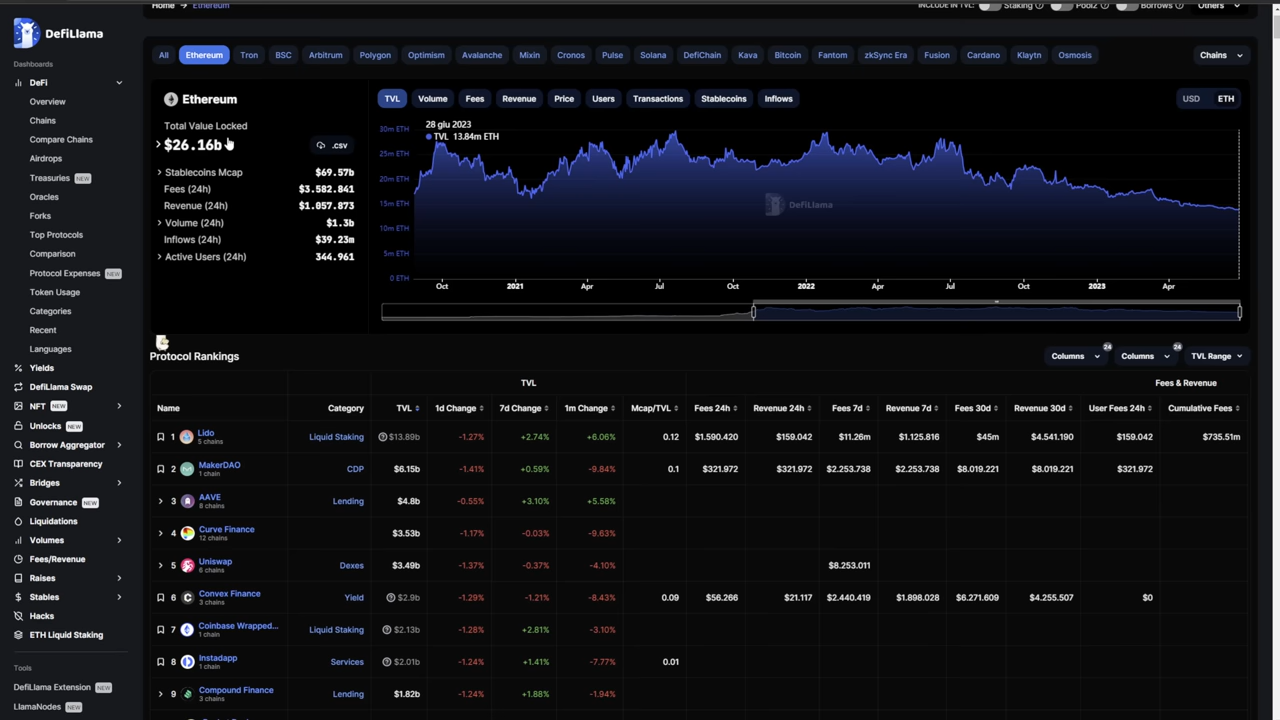 Home > Ethereum
INCLUDE IN TVL: Staking Pool2 Borrows Others
DefiLlama
Dashboards
DeFi
Overview
Chains
Compare Chains
Airdrops
Treasuries NEW
Oracles
Forks
Top Protocols
Comparison
Protocol Expenses NEW
Token Usage
Categories
Recent
Languages
Yields
DefiLlama Swap
NFT NEW
Unlocks NEW
Borrow Aggregator
CEX Transparency
Bridges
Governance NEW
Liquidations
Volumes
Fees/Revenue
Raises
Stables
Hacks
ETH Liquid Staking
Tools
DefiLlama Extension NEW
LlamaNodes NEW
All Ethereum Tron BSC Arbitrum Polygon Optimism Avalanche Mixin Cronos Pulse Solana DefiChain Kava Bitcoin Fantom zkSync Era Fusion Cardano Klaytn Osmosis Chains
Ethereum
Total Value Locked
$26.16b
.csv
Stablecoins Mcap $69.57b
Fees (24h) $3.582.841
Revenue (24h) $1.057.873
Volume (24h) $1.3b
Inflows (24h) $39.23m
Active Users (24h) 344.961
TVL Volume Fees Revenue Price Users Transactions Stablecoins Inflows USD ETH
28 giu 2023
TVL 13.84m ETH
30m ETH
25m ETH
20m ETH
15m ETH
10m ETH
5m ETH
0 ETH
DefiLlama
Oct 2021 Apr Jul Oct 2022 Apr Jul Oct 2023 Apr
Protocol Rankings
Columns 24 Columns 24 TVL Range
TVL Fees & Revenue
Name Category TVL 1d Change 7d Change 1m Change Mcap/TVL Fees 24h Revenue 24h Fees 7d Revenue 7d Fees 30d Revenue 30d User Fees 24h Cumulative Fees
1 Lido Liquid Staking $13.89b -1.27% +2.74% +6.06% 0.12 $1.590.420 $159.042 $11.26m $1.125.816 $45m $4.541.190 $159.042 $735.51m
5 chains
2 MakerDAO CDP $6.15b -1.41% +0.59% -9.84% 0.1 $321.972 $321.972 $2.253.738 $2.253.738 $8.019.221 $8.019.221 $321.972
1 chain
3 AAVE Lending $4.8b -0.55% +3.10% +5.58%
8 chains
4 Curve Finance $3.53b -1.17% -0.03% -9.63%
12 chains
5 Uniswap Dexes $3.49b -1.37% -0.37% -4.10% $8.253.011
6 chains
6 Convex Finance Yield $2.9b -1.29% -1.21% -8.43% 0.09 $56.266 $21.117 $2.440.419 $1.898.028 $6.271.609 $4.255.507 $0
3 chains
7 Coinbase Wrapped... Liquid Staking $2.13b -1.28% +2.81% -3.10%
1 chain
8 Instadapp Services $2.01b -1.24% +1.41% -7.77% 0.01
1 chain
9 Compound Finance Lending $1.82b -1.24% +1.88% -1.94%
3 chains